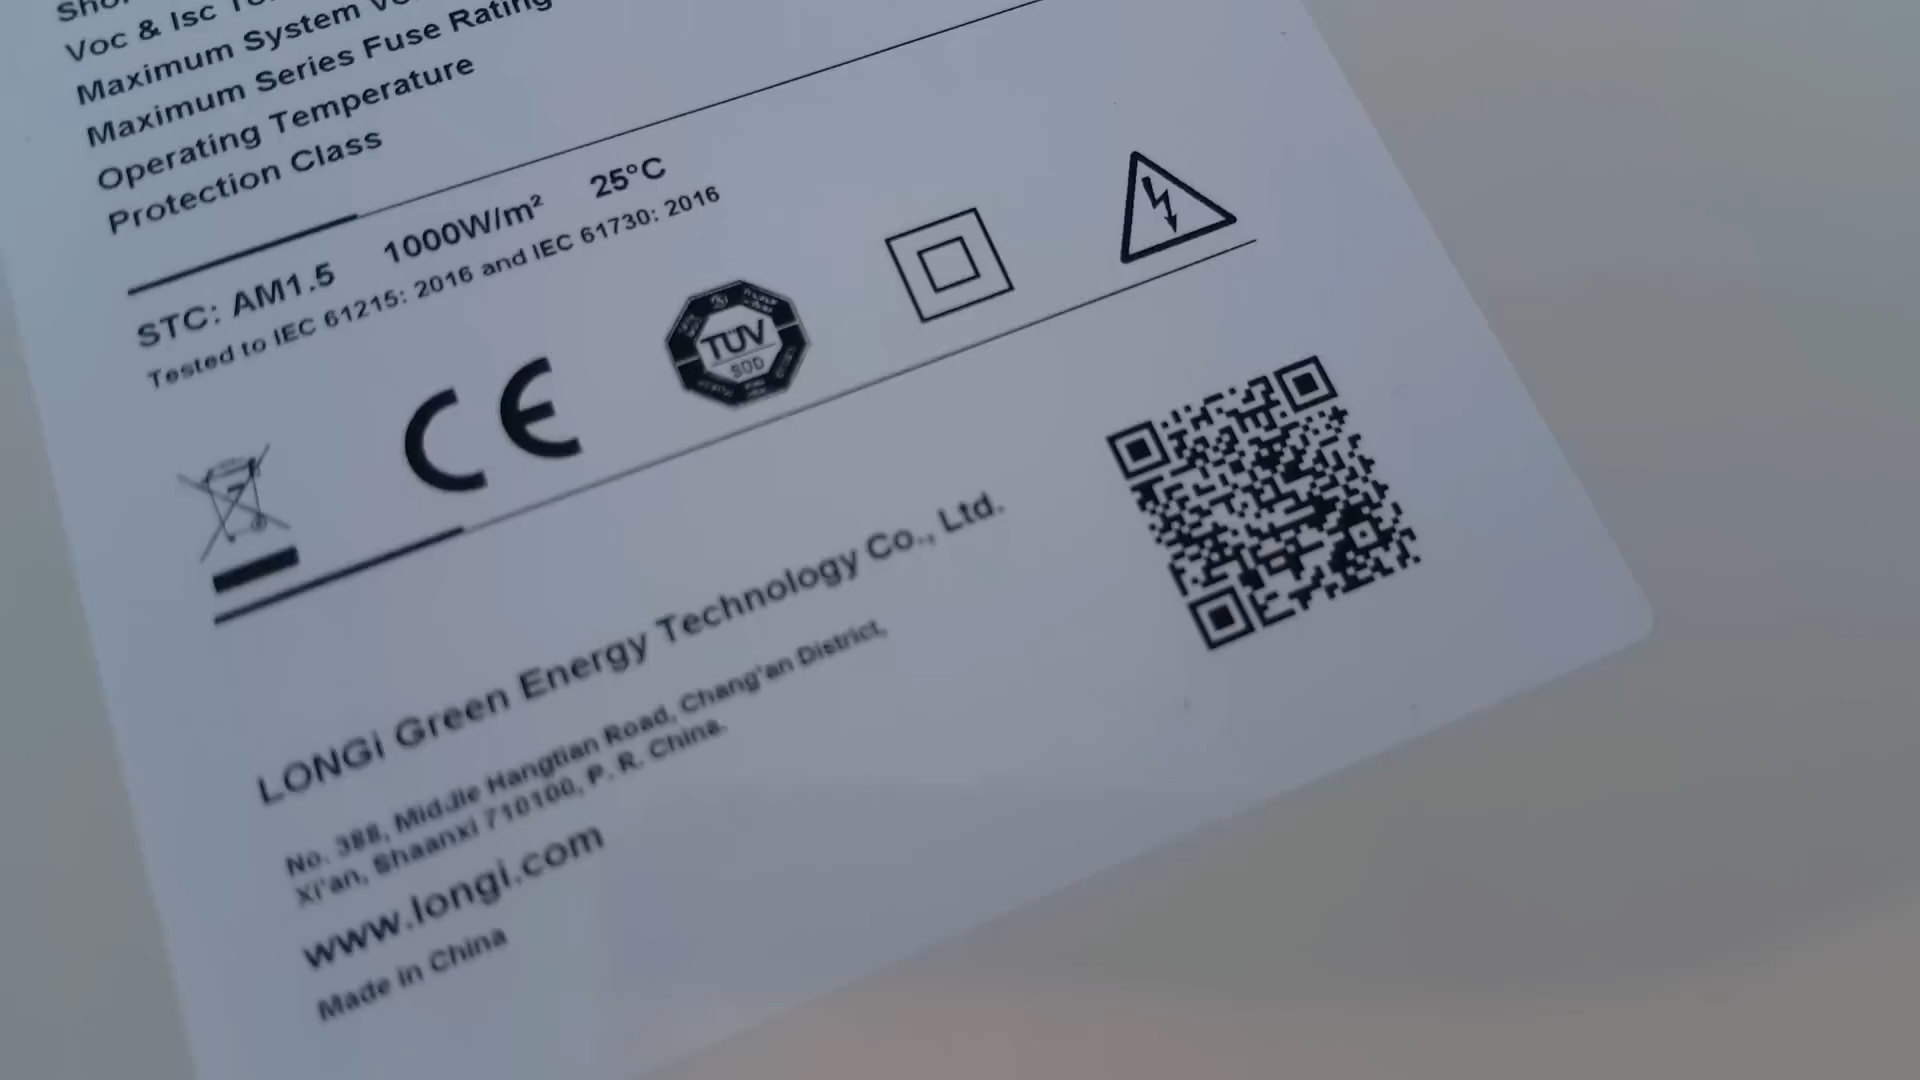 Voc & Isc
Maximum System
Maximum Series Fuse Rating
Operating Temperature
Protection Class
STC: AM1.5 1000W/m² 25°C
Tested to IEC 61215: 2016 and IEC 61730: 2016
CE
TÜV
SÜD
LONGi Green Energy Technology Co., Ltd.
No. 388, Middle Hangtian Road, Chang'an District,
Xi'an, Shaanxi 710100, P. R. China.
www.longi.com
Made in China